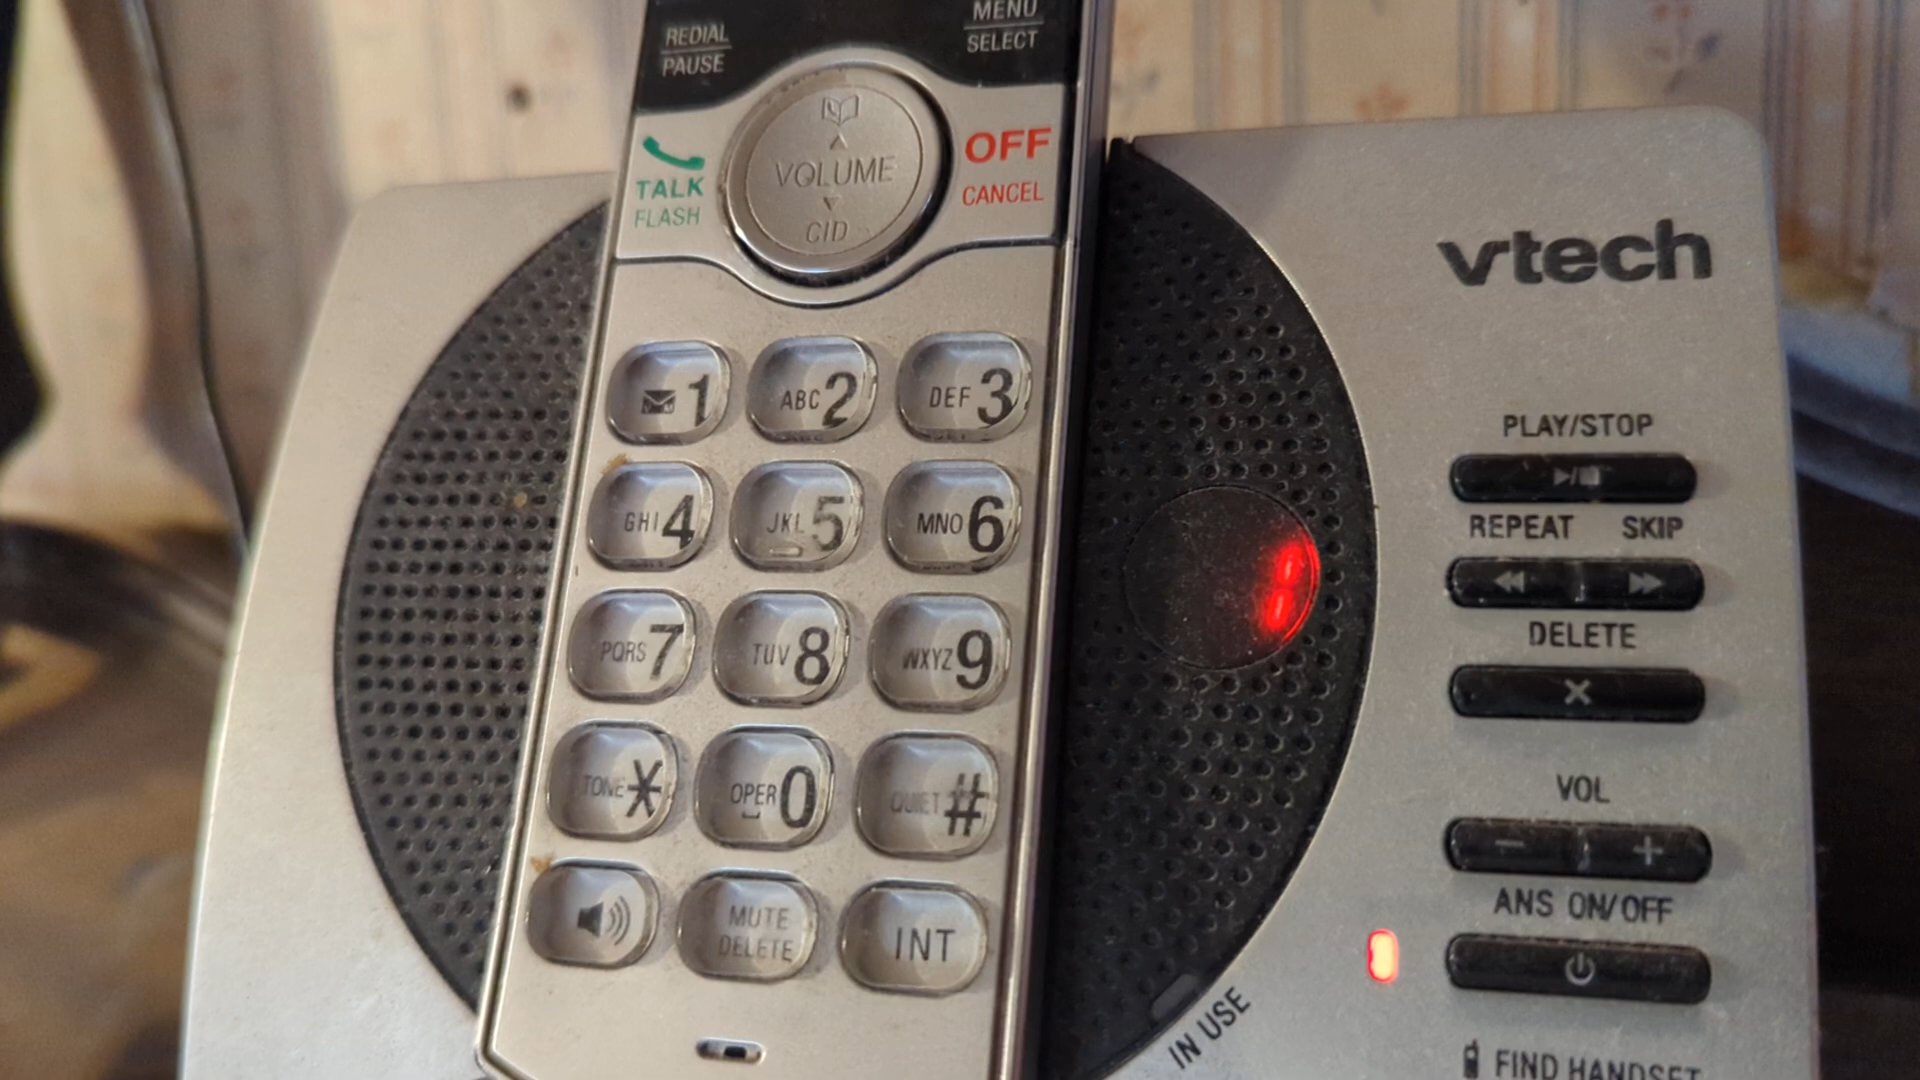 REDIAL
PAUSE
MENU
SELECT
TALK
FLASH
VOLUME
CID
OFF
CANCEL
vtech
1
ABC 2
DEF 3
GHI 4
JKL 5
MNO 6
PQRS 7
TUV 8
WXYZ 9
TONE *
OPER 0
QUIET #
MUTE
DELETE
INT
PLAY/STOP
REPEAT SKIP
DELETE
VOL
- +
ANS ON/OFF
IN USE
FIND HANDSET